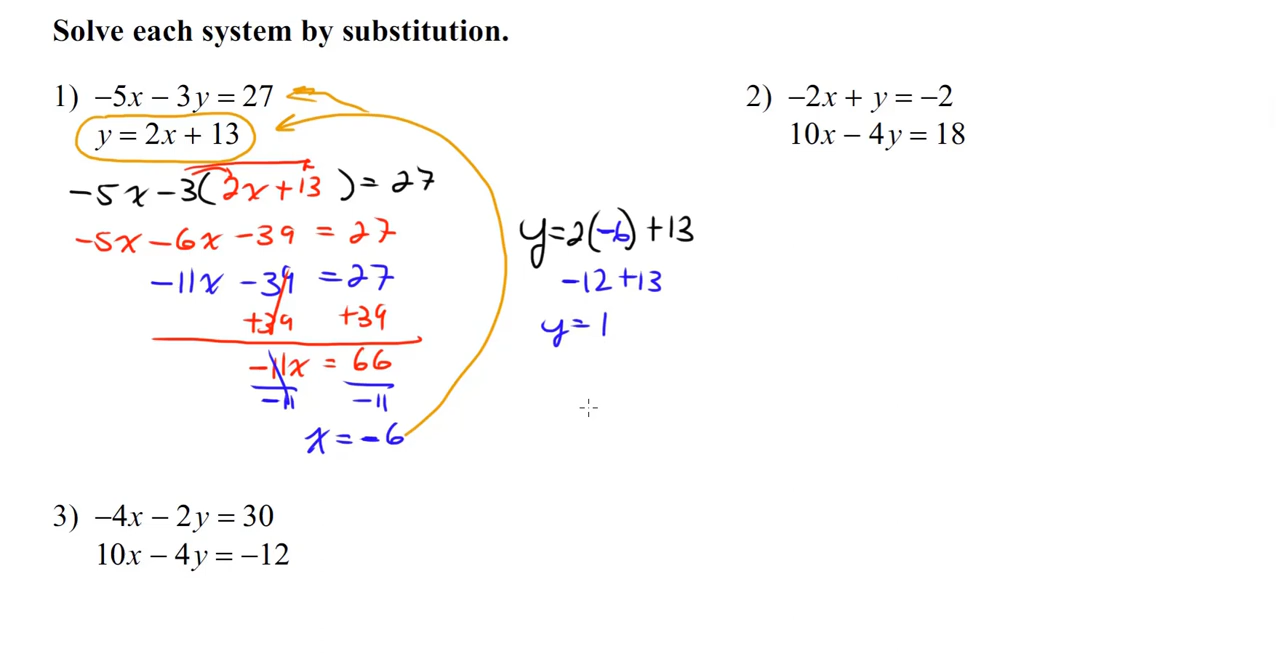 Solve each system by substitution.
1) −5x − 3y = 27
y = 2x + 13
−5x −3(2x+13) = 27
−5x −6x −39 = 27
−11x −39 = 27
+39 +39
−11x = 66
−11 −11
x = −6
y=2(−6)+13
−12+13
y=1
2) −2x + y = −2
10x − 4y = 18
3) −4x − 2y = 30
10x − 4y = −12